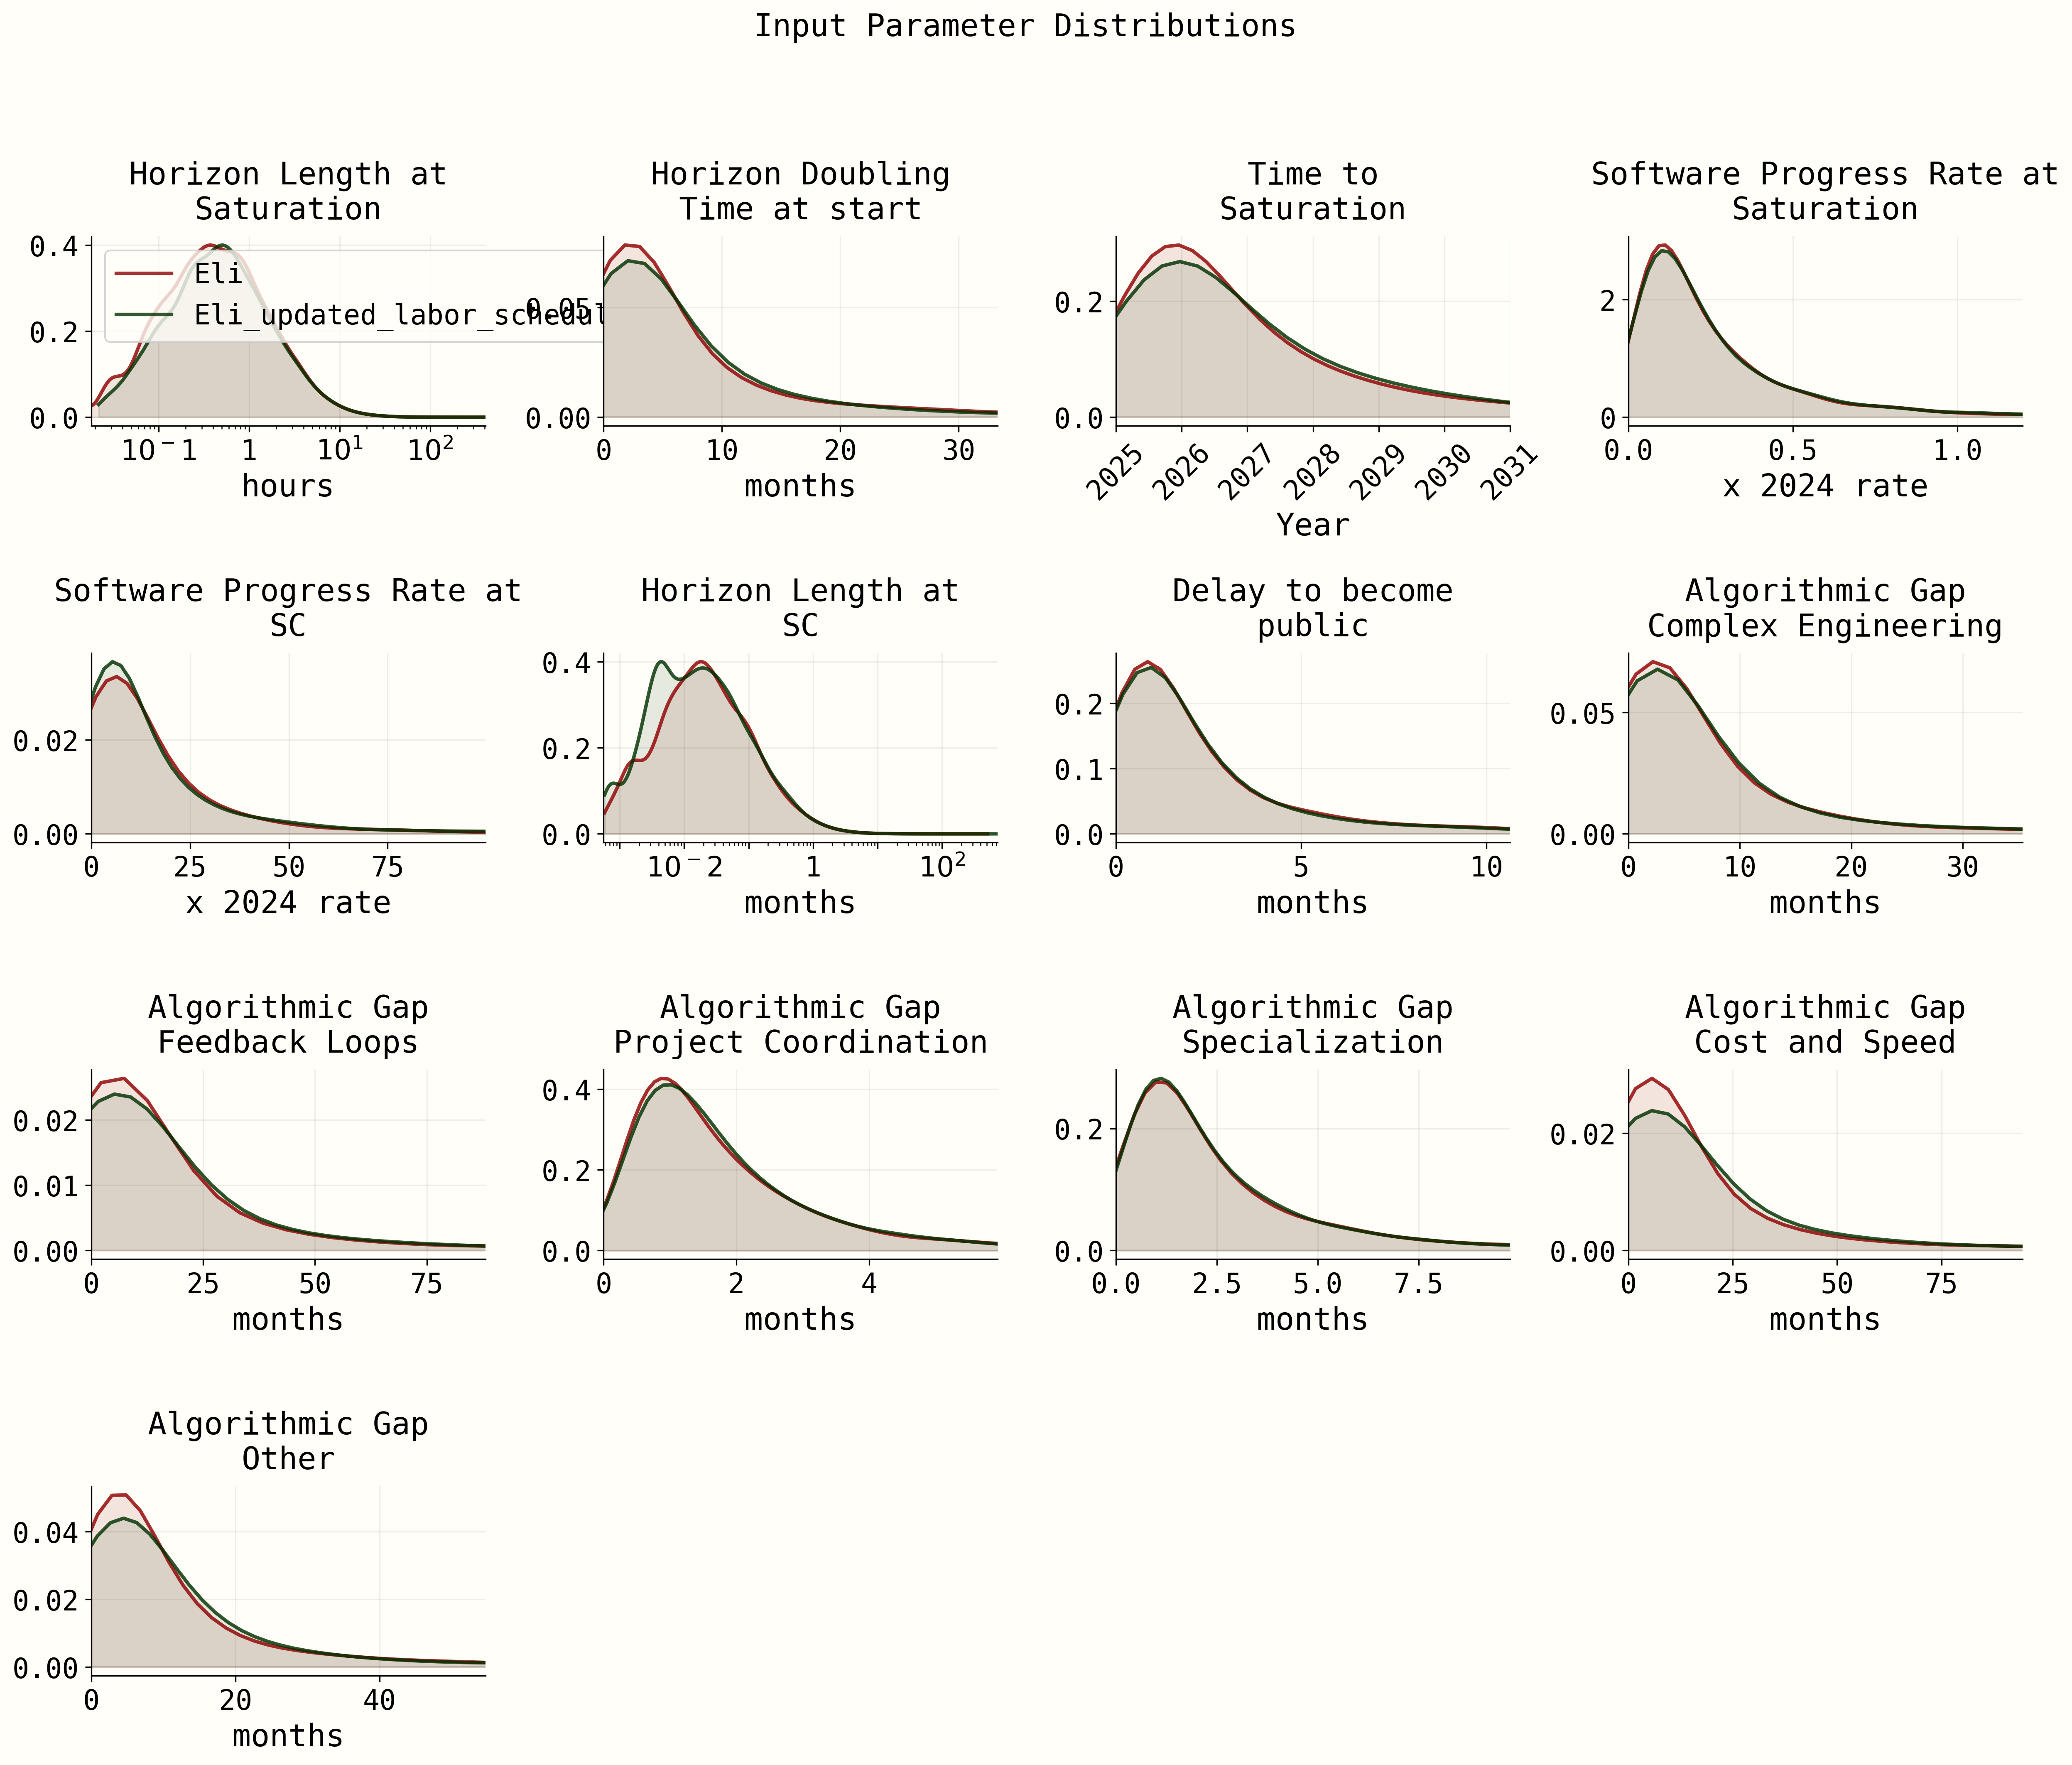 Input Parameter Distributions
Horizon Length at
Saturation
0.4
0.2
0.0
Eli
Eli_updated_labor_schedul
10⁻1 1 10² 10¹
hours
Horizon Doubling
Time at start
0.05
0.00
0 10 20 30
months
Time to
Saturation
0.2
0.0
2025 2026 2027 2028 2029 2030 2031
Year
Software Progress Rate at
Saturation
2
0
0.0 0.5 1.0
x 2024 rate
Software Progress Rate at
SC
0.02
0.00
0 25 50 75
x 2024 rate
Horizon Length at
SC
0.4
0.2
0.0
10⁻2 1 10²
months
Delay to become
public
0.2
0.1
0.0
0 5 10
months
Algorithmic Gap
Complex Engineering
0.05
0.00
0 10 20 30
months
Algorithmic Gap
Feedback Loops
0.02
0.01
0.00
0 25 50 75
months
Algorithmic Gap
Project Coordination
0.4
0.2
0.0
0 2 4
months
Algorithmic Gap
Specialization
0.2
0.0
0.0 2.5 5.0 7.5
months
Algorithmic Gap
Cost and Speed
0.02
0.00
0 25 50 75
months
Algorithmic Gap
Other
0.04
0.02
0.00
0 20 40
months